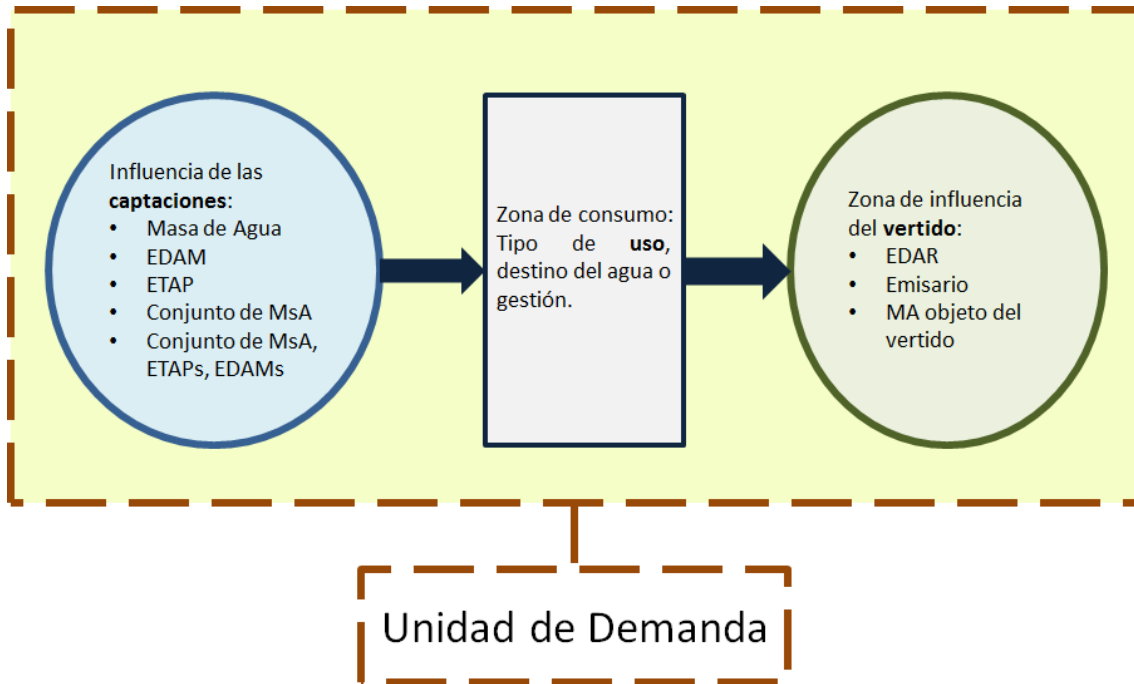 Influencia de las
captaciones:
• Masa de Agua
• EDAM
• ETAP
• Conjunto de MsA
• Conjunto de MsA,
ETAPs, EDAMs
Zona de consumo:
Tipo de uso,
destino del agua o
gestión.
Zona de influencia
del vertido:
• EDAR
• Emisario
• MA objeto del
vertido
Unidad de Demanda